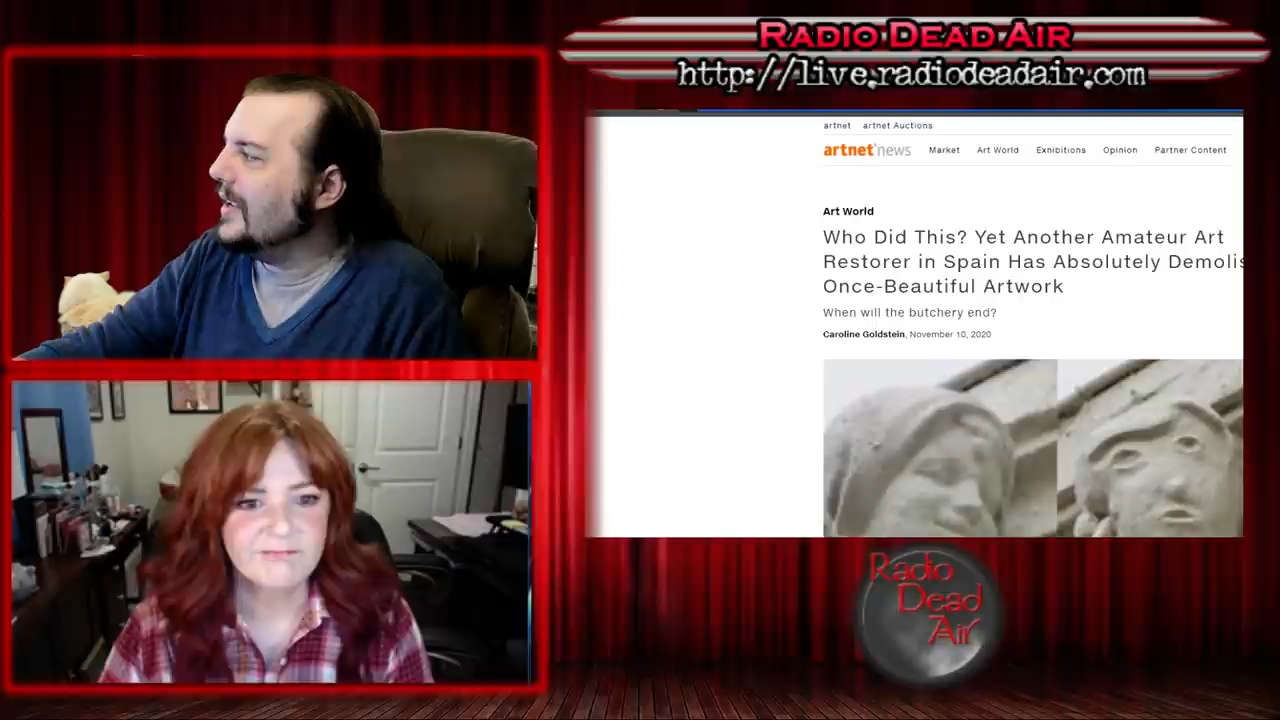 RADIO DEAD AIR
http://live.radiodeadair.com
artnet artnet Auctions
artnet news Market Art World Exhibitions Opinion Partner Content
Art World
Who Did This? Yet Another Amateur Art
Restorer in Spain Has Absolutely Demolis
Once-Beautiful Artwork
When will the butchery end?
Caroline Goldstein, November 10, 2020
Radio
Dead
Air